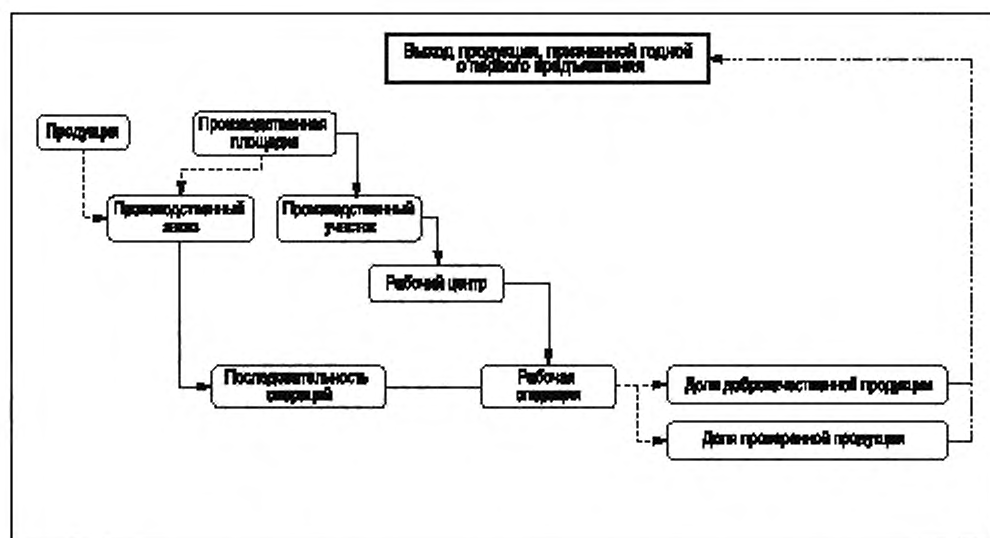 Выход продукции, признанной годной
с первого предъявления
Продукция
Производственная
площадка
Производственный
заказ
Производственный
участок
Рабочий центр
Последовательность
операций
Рабочая
операция
Доля доброкачественной продукции
Доля проверенной продукции